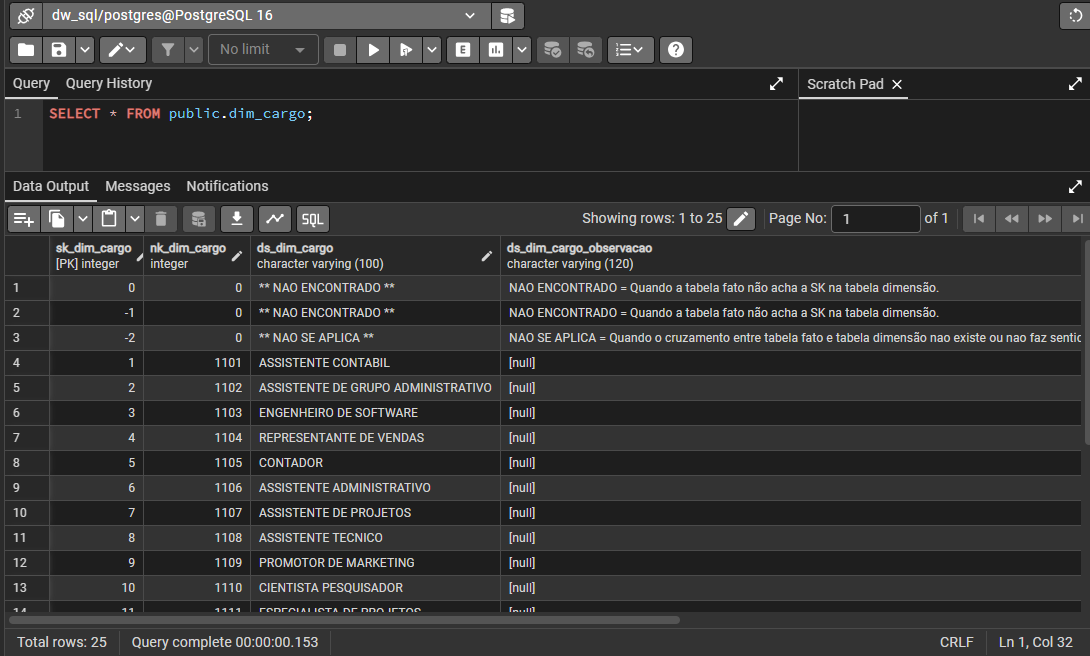 dw_sql/postgres@PostgreSQL 16
No limit
E
Query Query History
Scratch Pad
1 SELECT * FROM public.dim_cargo;
Data Output Messages Notifications
SQL Showing rows: 1 to 25 Page No: 1 of 1
sk_dim_cargo nk_dim_cargo ds_dim_cargo ds_dim_cargo_observacao
[PK] integer integer character varying (100) character varying (120)
1 0 0 ** NAO ENCONTRADO ** NAO ENCONTRADO = Quando a tabela fato não acha a SK na tabela dimensão.
2 -1 0 ** NAO ENCONTRADO ** NAO ENCONTRADO = Quando a tabela fato não acha a SK na tabela dimensão.
3 -2 0 ** NAO SE APLICA ** NAO SE APLICA = Quando o cruzamento entre tabela fato e tabela dimensão nao existe ou nao faz sentic
4 1 1101 ASSISTENTE CONTABIL [null]
5 2 1102 ASSISTENTE DE GRUPO ADMINISTRATIVO [null]
6 3 1103 ENGENHEIRO DE SOFTWARE [null]
7 4 1104 REPRESENTANTE DE VENDAS [null]
8 5 1105 CONTADOR [null]
9 6 1106 ASSISTENTE ADMINISTRATIVO [null]
10 7 1107 ASSISTENTE DE PROJETOS [null]
11 8 1108 ASSISTENTE TECNICO [null]
12 9 1109 PROMOTOR DE MARKETING [null]
13 10 1110 CIENTISTA PESQUISADOR [null]
14 11 1111 ESPECIALISTA DE PROJETOS [null]
Total rows: 25 Query complete 00:00:00.153 CRLF Ln 1, Col 32